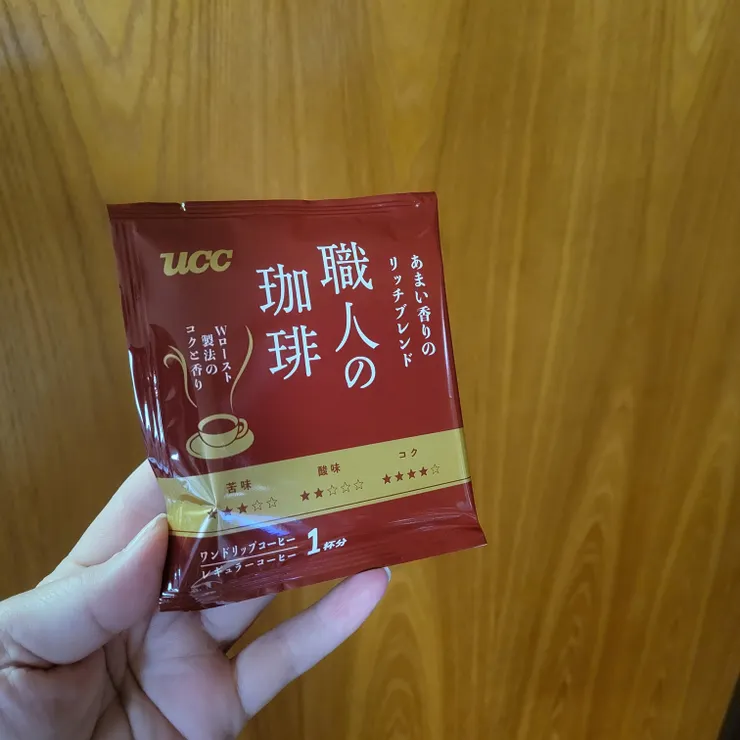 UCC
あまい香りの
リッチブレンド
職人の
珈琲
Wロースト
製法の
コクと香り
苦味
★★★☆☆
酸味
★★☆☆☆
コク
★★★★☆
ワンドリップコーヒー
レギュラーコーヒー
1杯分